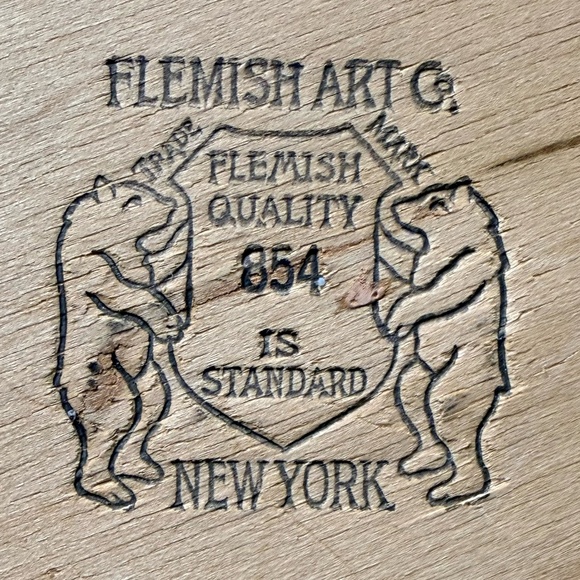 FLEMISH ART CO.
TRADE MARK
FLEMISH
QUALITY
854
IS
STANDARD
NEW YORK